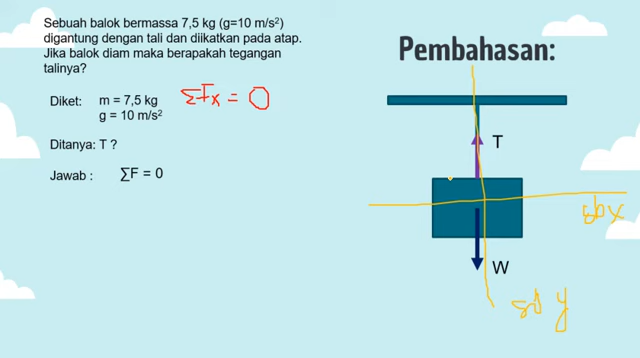 Sebuah balok bermassa 7,5 kg (g=10 m/s²)
digantung dengan tali dan diikatkan pada atap.
Jika balok diam maka berapakah tegangan
talinya?
Pembahasan:
Diket: m = 7,5 kg
g = 10 m/s²
ΣFx = 0
Ditanya: T ?
Jawab : ∑F = 0
T
W
sb x
sb y